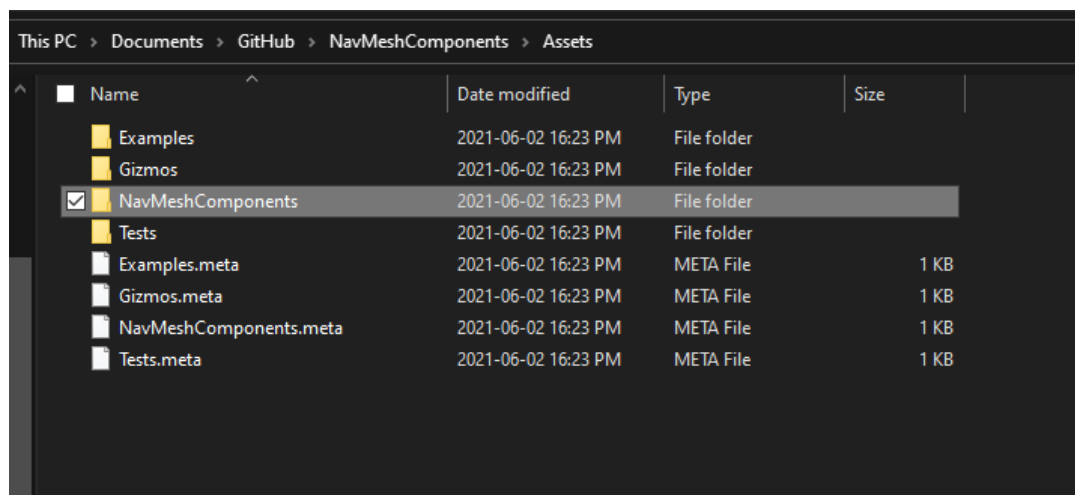 This PC > Documents > GitHub > NavMeshComponents > Assets
Name Date modified Type Size
Examples 2021-06-02 16:23 PM File folder
Gizmos 2021-06-02 16:23 PM File folder
NavMeshComponents 2021-06-02 16:23 PM File folder
Tests 2021-06-02 16:23 PM File folder
Examples.meta 2021-06-02 16:23 PM META File 1 KB
Gizmos.meta 2021-06-02 16:23 PM META File 1 KB
NavMeshComponents.meta 2021-06-02 16:23 PM META File 1 KB
Tests.meta 2021-06-02 16:23 PM META File 1 KB